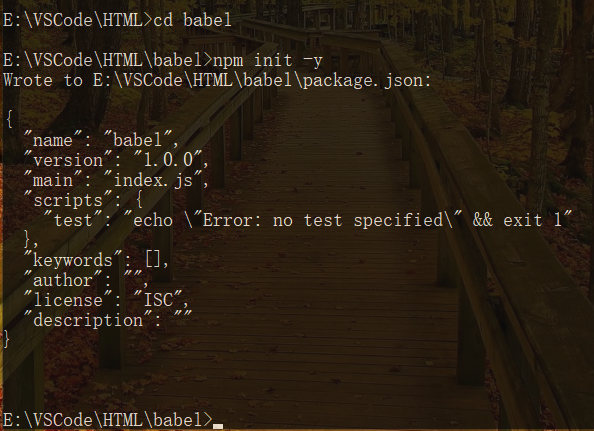 E:\VSCode\HTML>cd babel
E:\VSCode\HTML\babel>npm init -y
Wrote to E:\VSCode\HTML\babel\package.json:
{
"name": "babel",
"version": "1.0.0",
"main": "index.js",
"scripts": {
"test": "echo \"Error: no test specified\" && exit 1"
},
"keywords": [],
"author": "",
"license": "ISC",
"description": ""
}
E:\VSCode\HTML\babel>